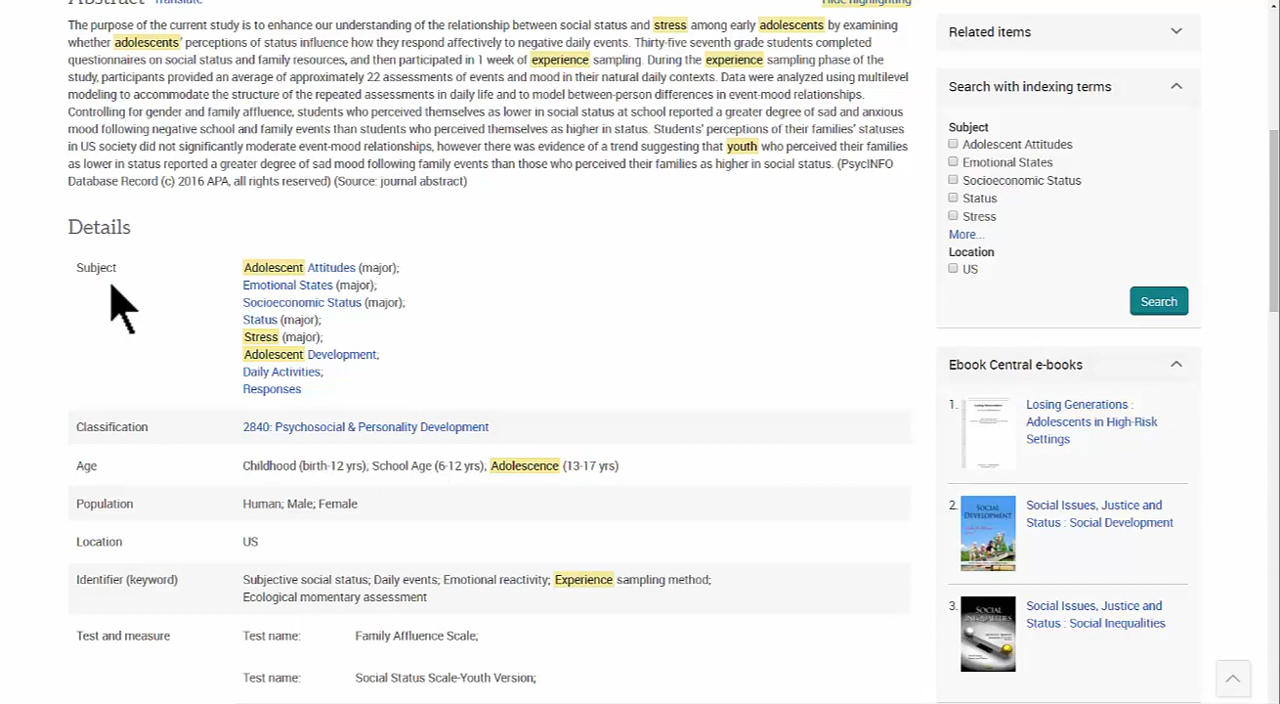 Abstract Translate Hide highlighting
The purpose of the current study is to enhance our understanding of the relationship between social status and stress among early adolescents by examining
whether adolescents' perceptions of status influence how they respond affectively to negative daily events. Thirty-five seventh grade students completed
questionnaires on social status and family resources, and then participated in 1 week of experience sampling. During the experience sampling phase of the
study, participants provided an average of approximately 22 assessments of events and mood in their natural daily contexts. Data were analyzed using multilevel
modeling to accommodate the structure of the repeated assessments in daily life and to model between-person differences in event-mood relationships.
Controlling for gender and family affluence, students who perceived themselves as lower in social status at school reported a greater degree of sad and anxious
mood following negative school and family events than students who perceived themselves as higher in status. Students' perceptions of their families' statuses
in US society did not significantly moderate event-mood relationships, however there was evidence of a trend suggesting that youth who perceived their families
as lower in status reported a greater degree of sad mood following family events than those who perceived their families as higher in social status. (PsycINFO
Database Record (c) 2016 APA, all rights reserved) (Source: journal abstract)
Details
Subject
Adolescent Attitudes (major);
Emotional States (major);
Socioeconomic Status (major);
Status (major);
Stress (major);
Adolescent Development;
Daily Activities;
Responses
Classification 2840: Psychosocial & Personality Development
Age Childhood (birth-12 yrs), School Age (6-12 yrs), Adolescence (13-17 yrs)
Population Human; Male; Female
Location US
Identifier (keyword) Subjective social status; Daily events; Emotional reactivity; Experience sampling method;
Ecological momentary assessment
Test and measure Test name: Family Affluence Scale;
Test name: Social Status Scale-Youth Version;
Related items
Search with indexing terms
Subject
Adolescent Attitudes
Emotional States
Socioeconomic Status
Status
Stress
More...
Location
US
Search
Ebook Central e-books
1. Losing Generations :
Adolescents in High-Risk
Settings
2. Social Issues, Justice and
Status : Social Development
SOCIAL
DEVELOPMENT
3. Social Issues, Justice and
Status : Social Inequalities
SOCIAL
INEQUALITIES